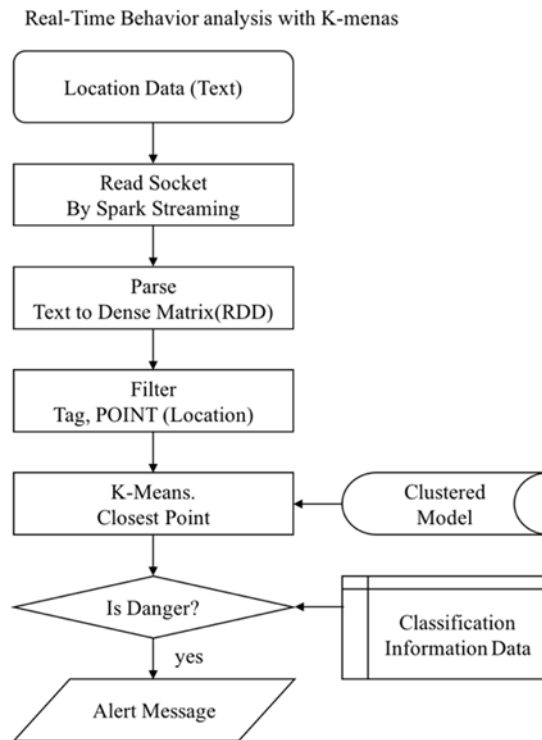 Real-Time Behavior analysis with K-menas
Location Data (Text)
Read Socket
By Spark Streaming
Parse
Text to Dense Matrix(RDD)
Filter
Tag, POINT (Location)
K-Means.
Closest Point
Clustered
Model
Is Danger?
Classification
Information Data
yes
Alert Message